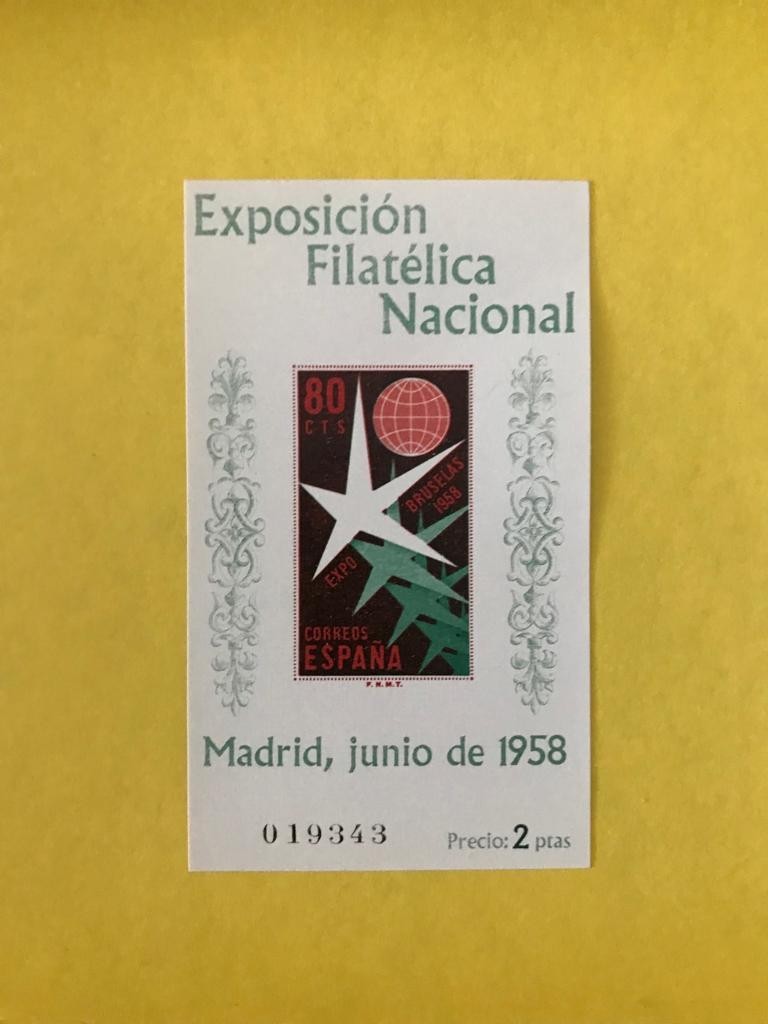 Exposición
Filatélica
Nacional
80
CTS
BRUSELAS
1958
EXPO
CORREOS
ESPAÑA
F.N.M.T.
Madrid, junio de 1958
019343
Precio: 2 ptas